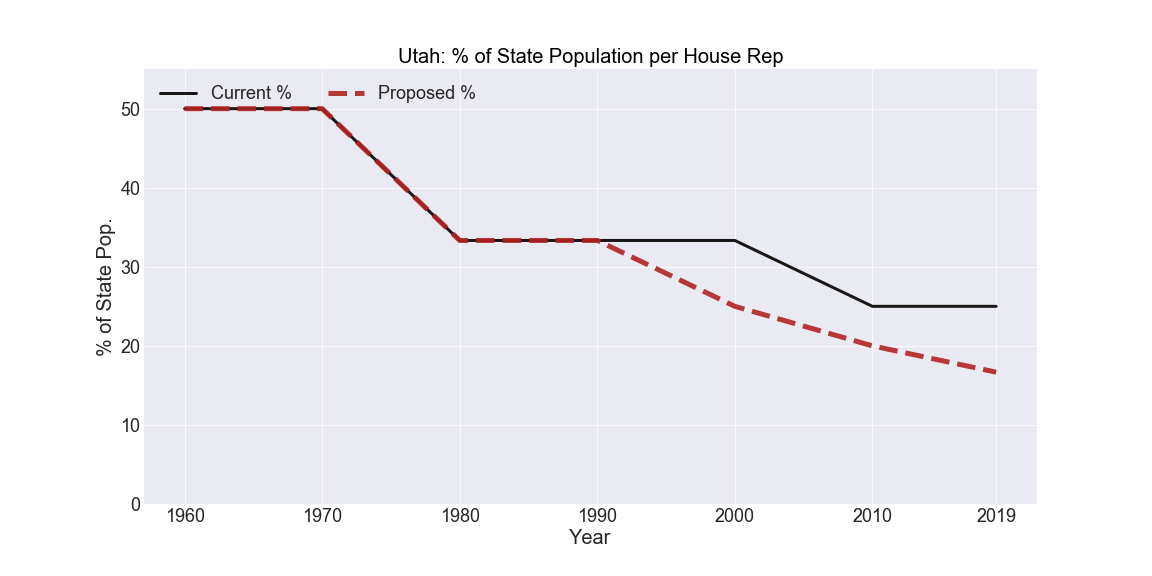 Utah: % of State Population per House Rep
Current %
Proposed %
% of State Pop.
50
40
30
20
10
0
1960 1970 1980 1990 2000 2010 2019
Year